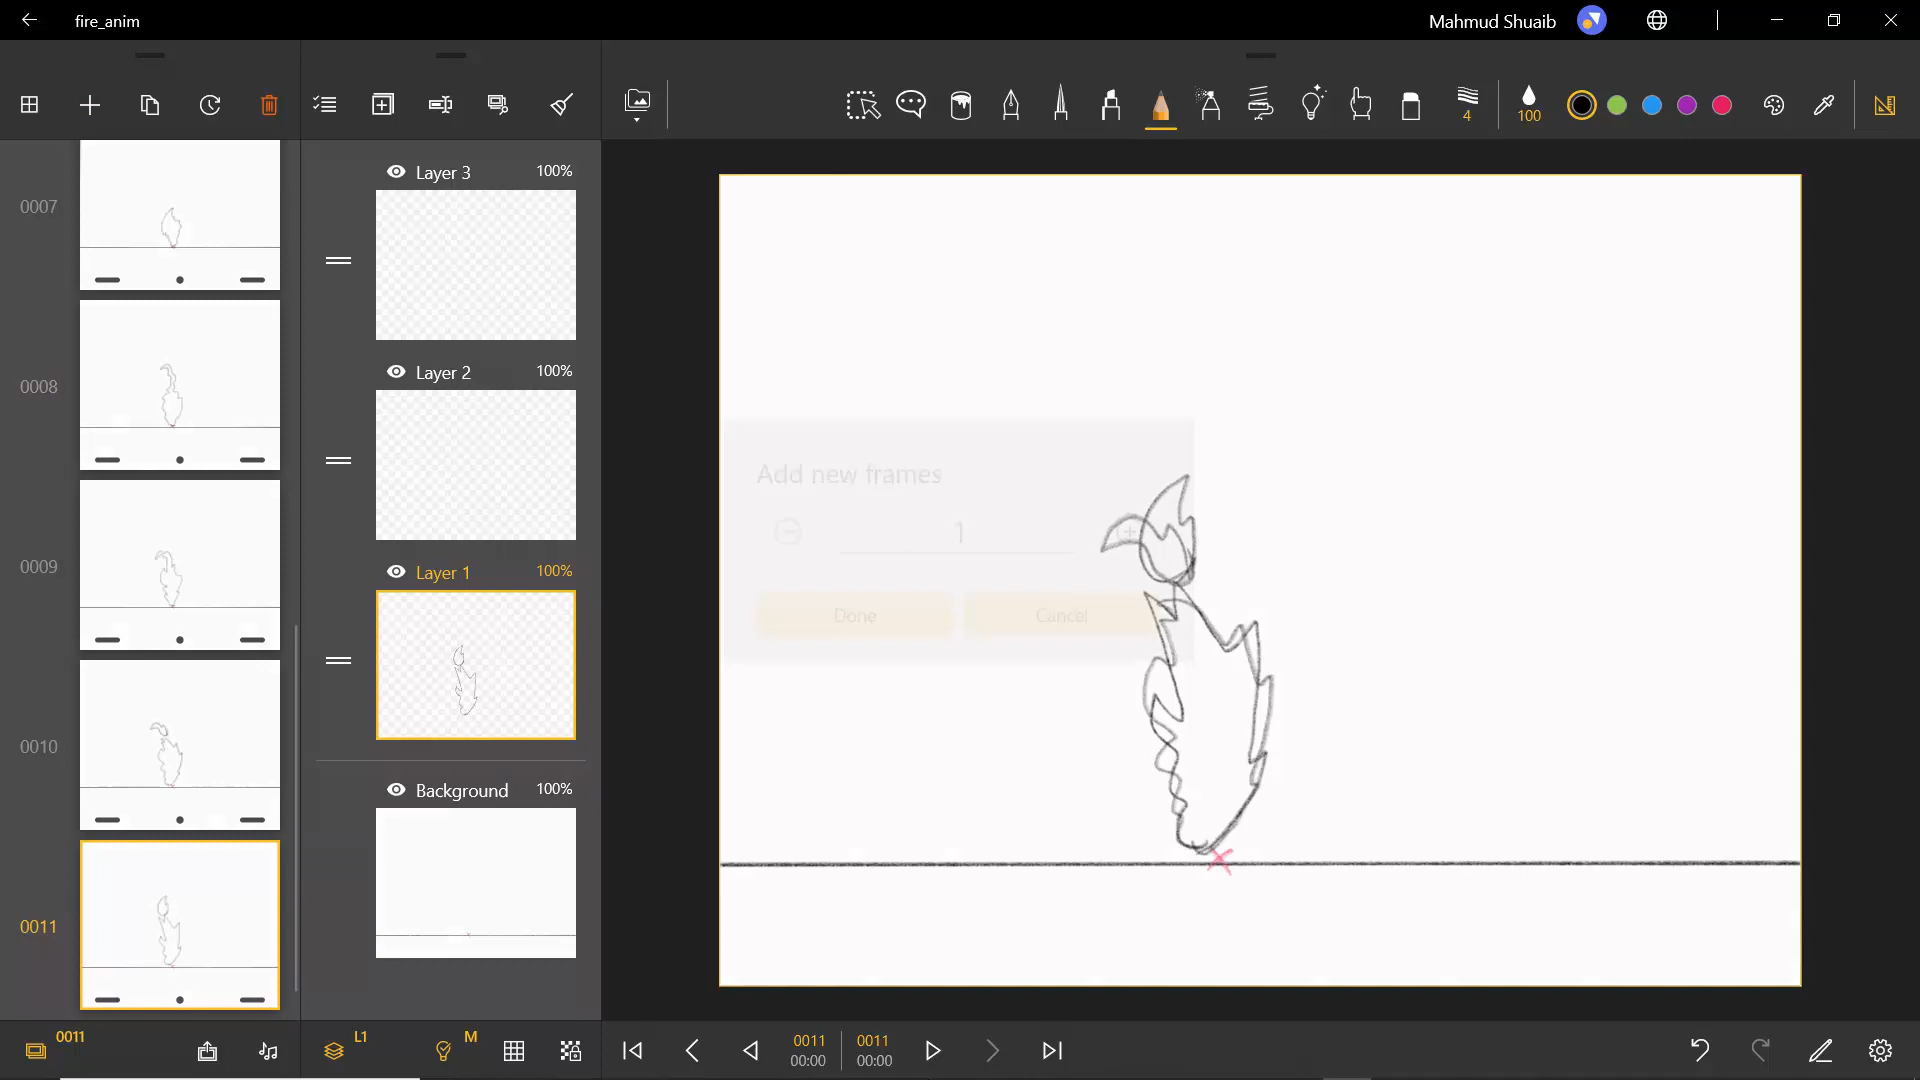 fire_anim
Mahmud Shuaib
4
100
0007
0008
0009
0010
0011
Layer 3 100%
Layer 2 100%
Layer 1 100%
Background 100%
Add new frames
1
Done Cancel
0011
L1
M
0011 0011
00:00 00:00